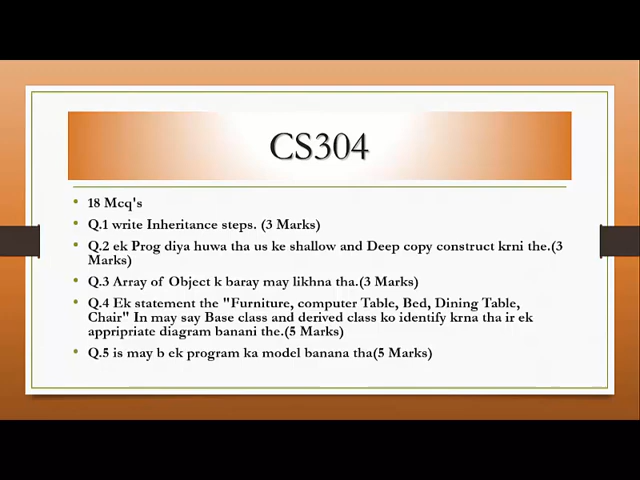 CS304
18 Mcq's
Q.1 write Inheritance steps. (3 Marks)
Q.2 ek Prog diya huwa tha us ke shallow and Deep copy construct krni the.(3
Marks)
Q.3 Array of Object k baray may likhna tha.(3 Marks)
Q.4 Ek statement the "Furniture, computer Table, Bed, Dining Table,
Chair" In may say Base class and derived class ko identify krna tha ir ek
appripriate diagram banani the.(5 Marks)
Q.5 is may b ek program ka model banana tha(5 Marks)